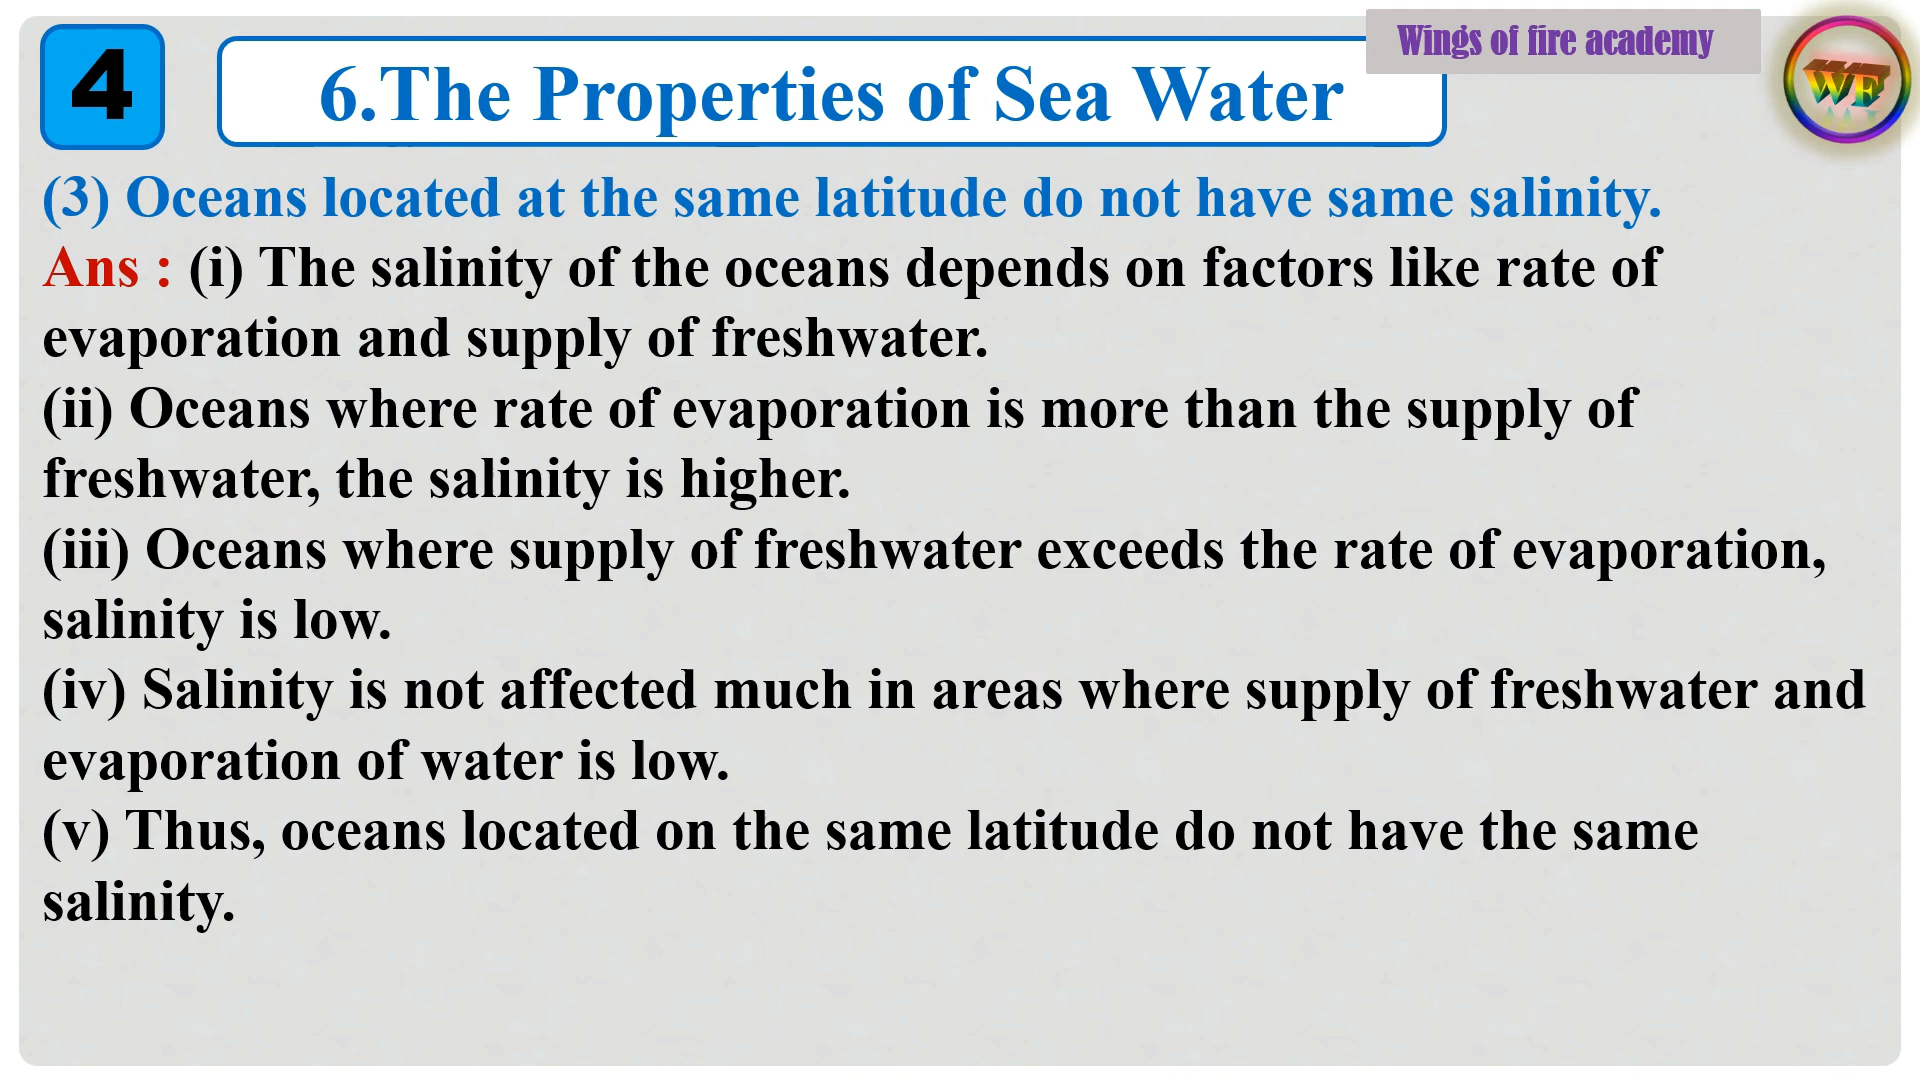 4
6.The Properties of Sea Water
Wings of fire academy
WF
(3) Oceans located at the same latitude do not have same salinity.
Ans : (i) The salinity of the oceans depends on factors like rate of
evaporation and supply of freshwater.
(ii) Oceans where rate of evaporation is more than the supply of
freshwater, the salinity is higher.
(iii) Oceans where supply of freshwater exceeds the rate of evaporation,
salinity is low.
(iv) Salinity is not affected much in areas where supply of freshwater and
evaporation of water is low.
(v) Thus, oceans located on the same latitude do not have the same
salinity.